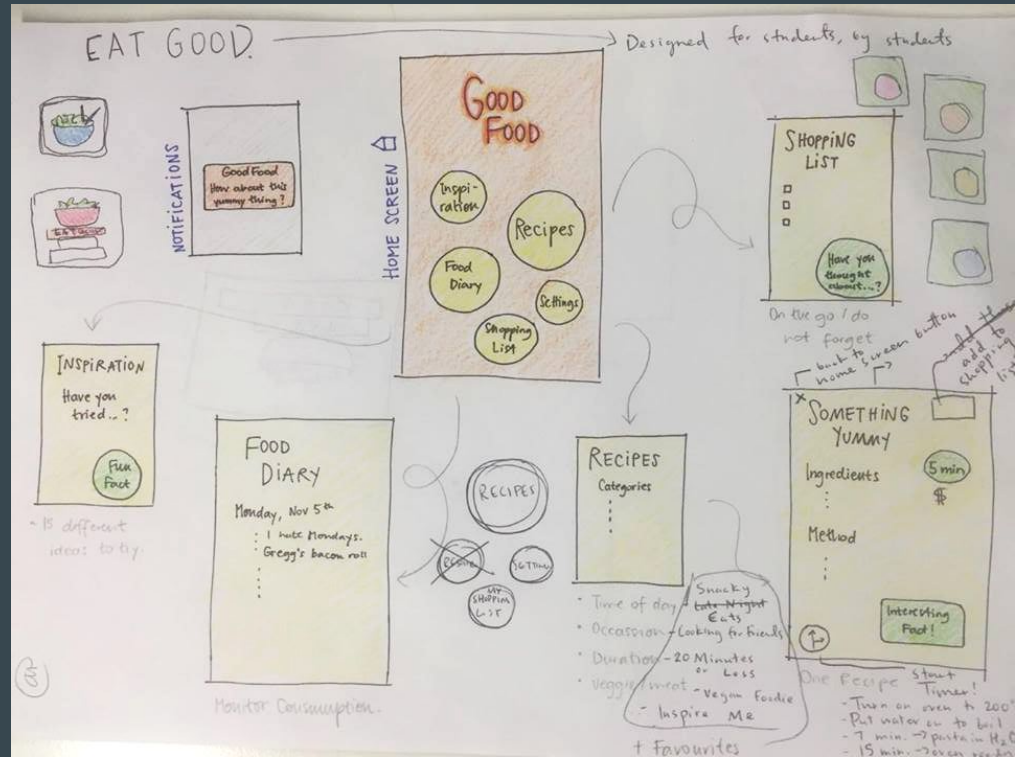 EAT GOOD.
Designed for students, by students
NOTIFICATIONS
Good Food
How about this
yummy thing?
HOME SCREEN
GOOD
FOOD
Inspi-
ration
Recipes
Food
Diary
Settings
Shopping
List
SHOPPING
LIST
Have you
thought
about...?
On the go / do
not forget
INSPIRATION
Have you
tried...?
Fun
Fact
- 15 different
ideas to try.
FOOD
DIARY
Monday, Nov 5th
I hate Mondays.
Gregg's bacon roll
Monitor Consumption.
RECIPES
SETTING
SHOPPING
LIST
RECIPES
Categories
Snacky
• Time of day - Late Night
Eats
• Occassion - Looking for Friends
• Duration - 20 Minutes
or Less
• Veggie/meat - Vegan Foodie
- Inspire Me
+ Favourites
back to
home screen button
add to
shopping
list
X
SOMETHING
YUMMY
Ingredients
5 min
$
Method
Interesting
Fact!
One Recipe
Start
Timer!
- Turn on oven to 200°
- Put water on to boil
- 7 min. → pasta in H2O
- 15 min. → oven